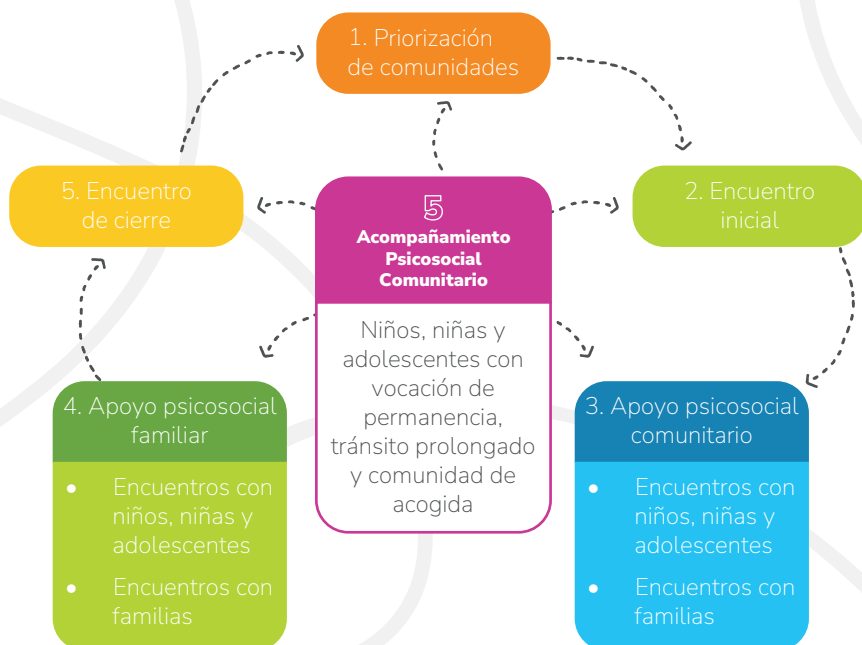 1. Priorización
de comunidades
5. Encuentro
de cierre
2. Encuentro
inicial
5
Acompañamiento
Psicosocial
Comunitario
Niños, niñas y
adolescentes con
vocación de
permanencia,
tránsito prolongado
y comunidad de
acogida
4. Apoyo psicosocial
familiar
• Encuentros con
niños, niñas y
adolescentes
• Encuentros con
familias
3. Apoyo psicosocial
comunitario
• Encuentros con
niños, niñas y
adolescentes
• Encuentros con
familias